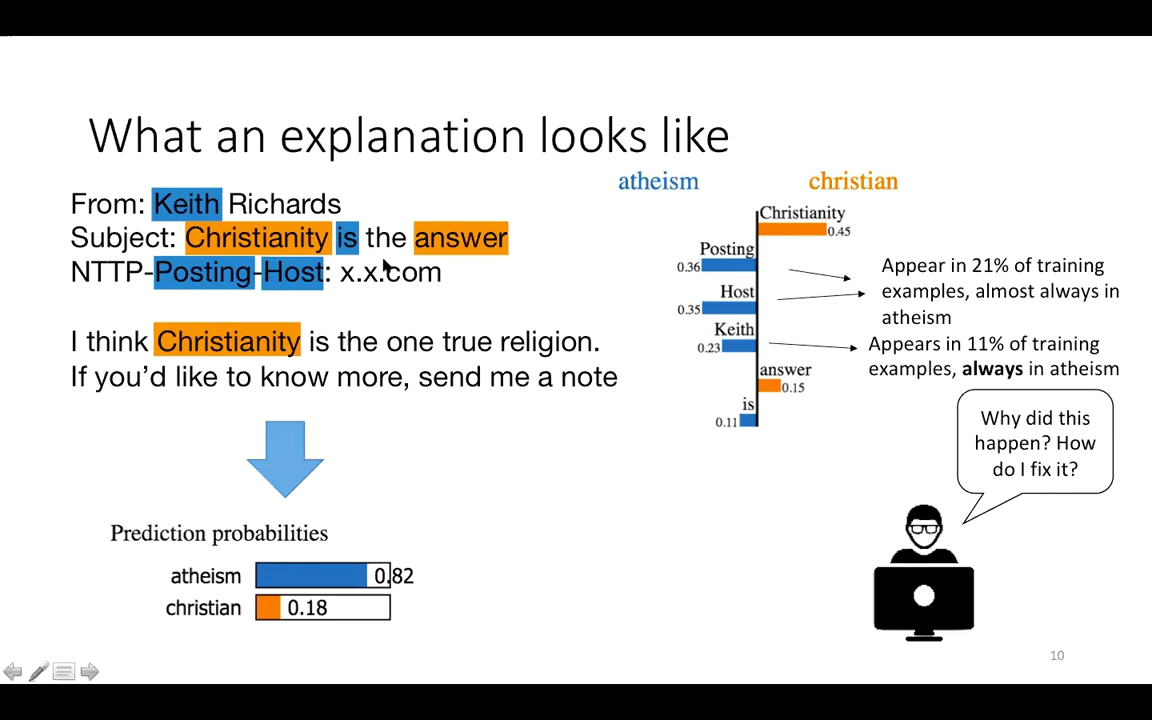 What an explanation looks like
From: Keith Richards
Subject: Christianity is the answer
NTTP-Posting-Host: x.x.com
I think Christianity is the one true religion.
If you'd like to know more, send me a note
Prediction probabilities
atheism 0.82
christian 0.18
atheism christian
Christianity
0.45
Posting
0.36
Host
0.35
Keith
0.23
answer
0.15
is
0.11
Appear in 21% of training
examples, almost always in
atheism
Appears in 11% of training
examples, always in atheism
Why did this
happen? How
do I fix it?
10